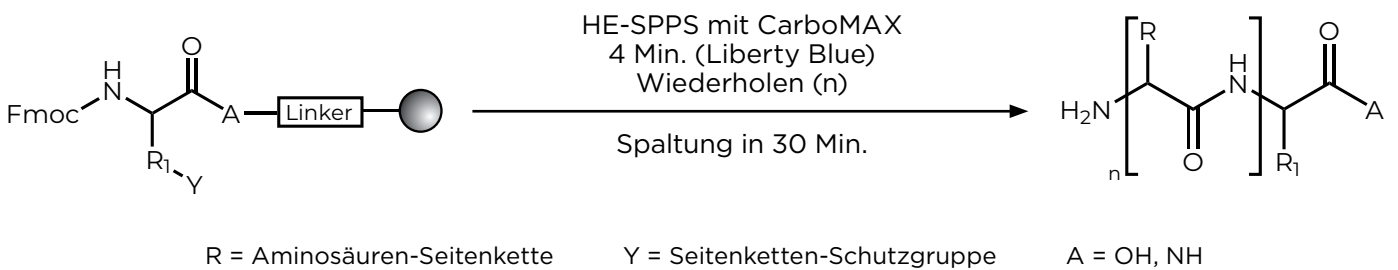 HE-SPPS mit CarboMAX
4 Min. (Liberty Blue)
Wiederholen (n)
Spaltung in 30 Min.
Fmoc
H
N
O
A
Linker
R₁
Y
H₂N
R
O
H
N
n
O
A
R₁
R = Aminosäuren-Seitenkette Y = Seitenketten-Schutzgruppe A = OH, NH